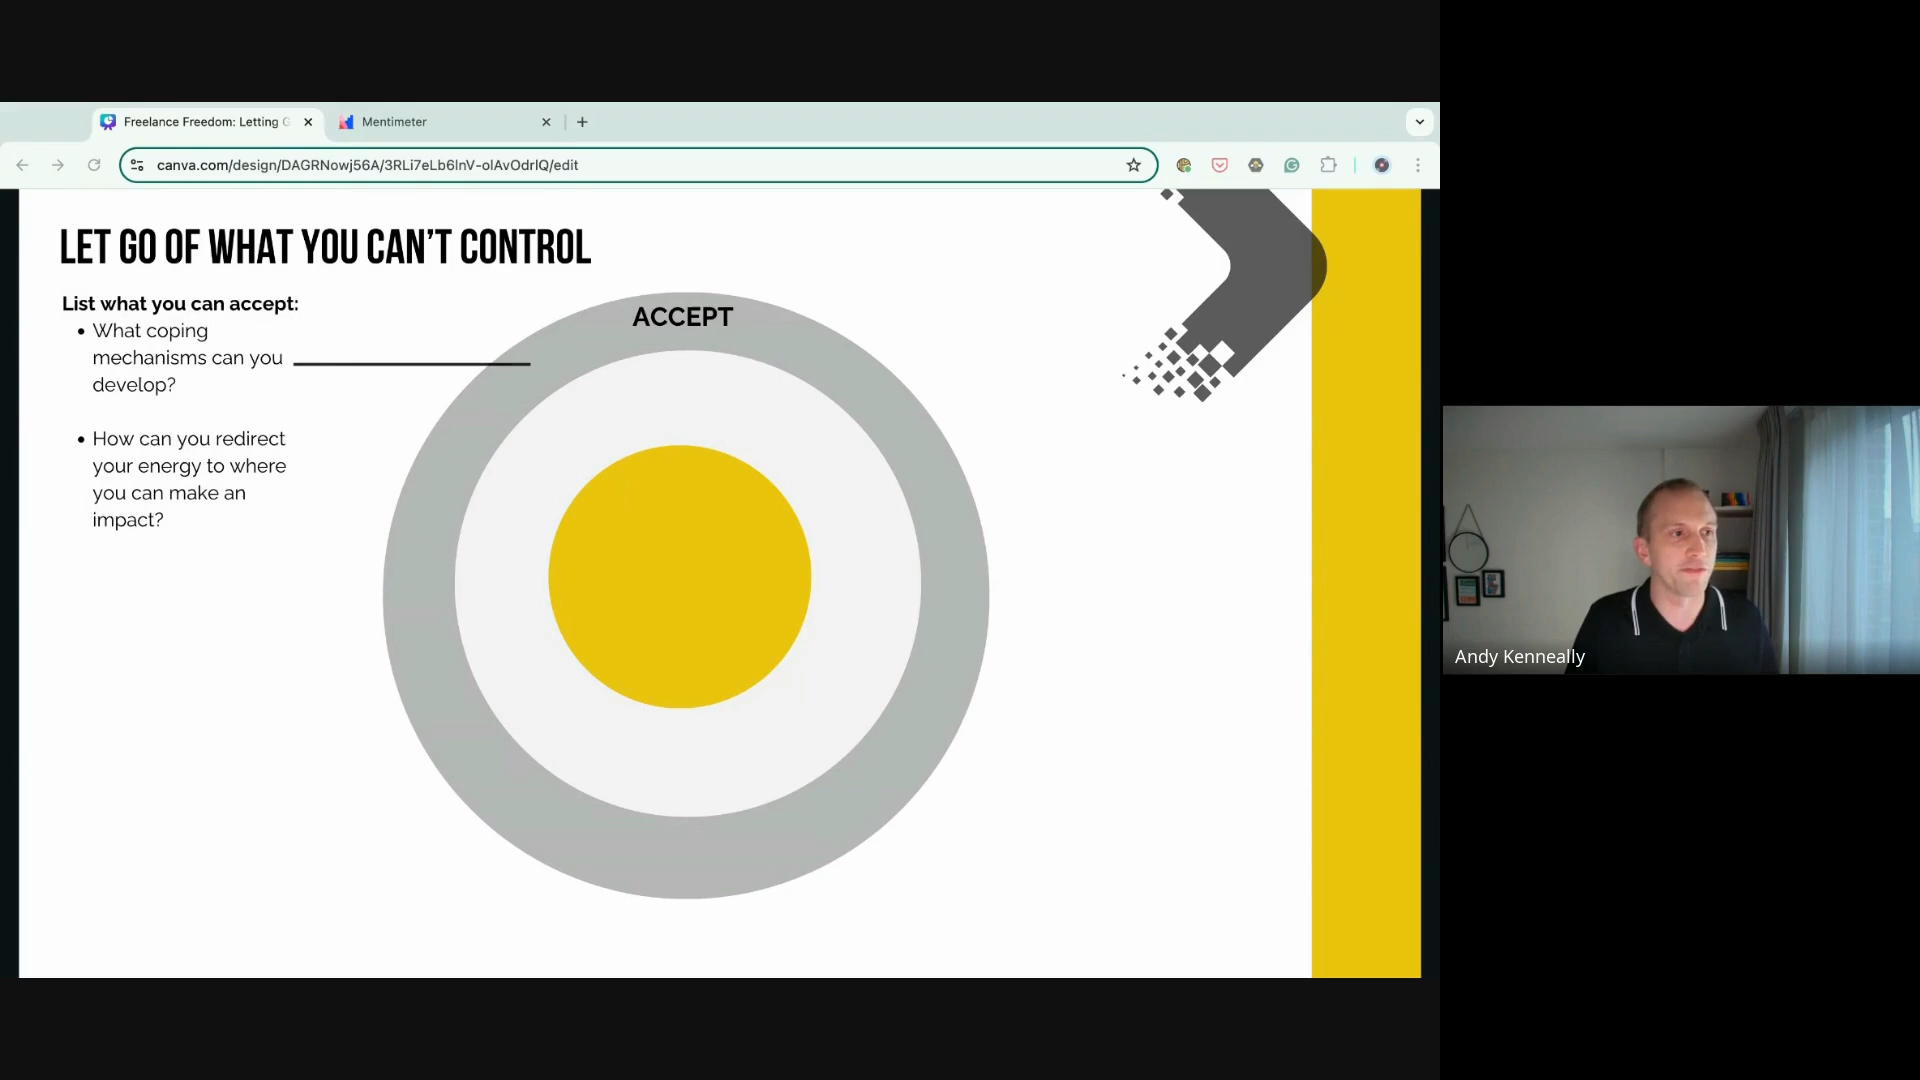 Freelance Freedom: Letting G
Mentimeter
canva.com/design/DAGRNowj56A/3RLi7eLb6InV-oIAvOdrIQ/edit
LET GO OF WHAT YOU CAN'T CONTROL
List what you can accept:
• What coping
mechanisms can you
develop?
• How can you redirect
your energy to where
you can make an
impact?
ACCEPT
Andy Kenneally